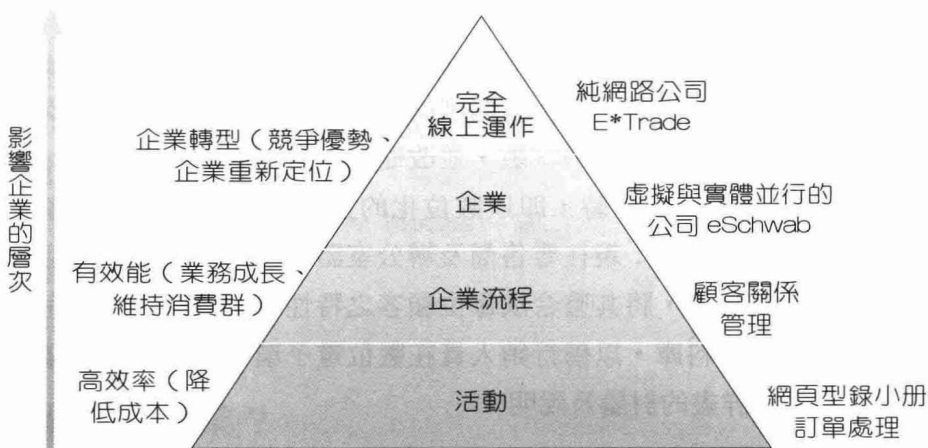 影響企業的層次
完全
線上運作
純網路公司
E*Trade
企業轉型（競爭優勢、
企業重新定位）
企業
虛擬與實體並行的
公司 eSchwab
有效能（業務成長、
維持消費群）
企業流程
顧客關係
管理
高效率（降
低成本）
活動
網頁型錄小冊
訂單處理